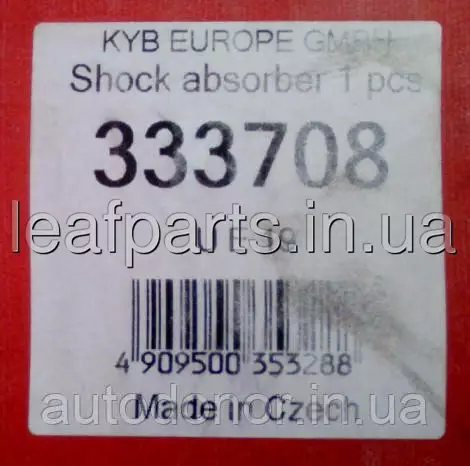 KYB EUROPE GMBH
Shock absorber 1 pcs
333708
leafparts.in.ua
4 909500 353288
Made in Czech
autodonor.in.ua